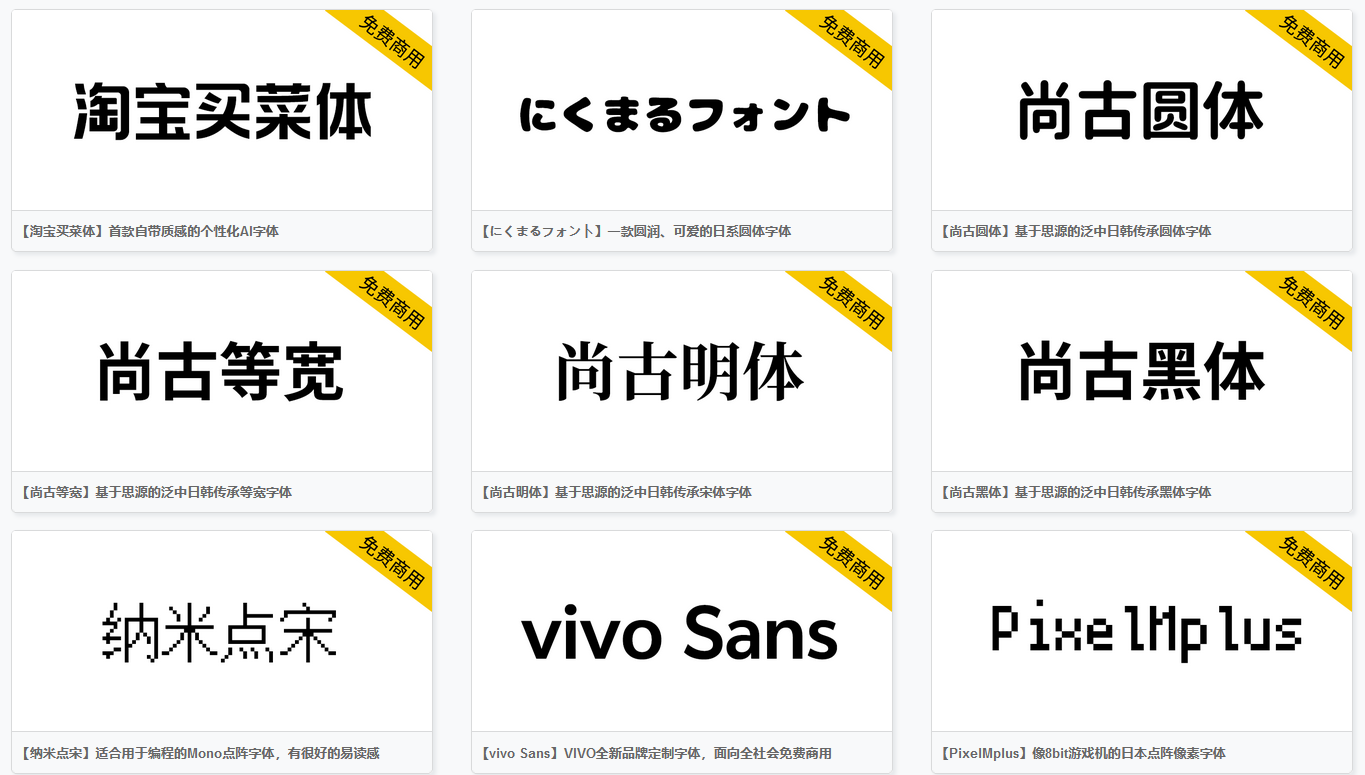 免费商用
淘宝买菜体
【淘宝买菜体】首款自带质感的个性化AI字体
免费商用
にくまるフォント
【にくまるフォント】一款圆润、可爱的日系圆体字体
免费商用
尚古圆体
【尚古圆体】基于思源的泛中日韩传承圆体字体
免费商用
尚古等宽
【尚古等宽】基于思源的泛中日韩传承等宽字体
免费商用
尚古明体
【尚古明体】基于思源的泛中日韩传承宋体字体
免费商用
尚古黑体
【尚古黑体】基于思源的泛中日韩传承黑体字体
免费商用
纳米点宋
【纳米点宋】适合用于编程的Mono点阵字体，有很好的易读感
免费商用
vivo Sans
【vivo Sans】VIVO全新品牌定制字体，面向全社会免费商用
免费商用
PixelMplus
【PixelMplus】像8bit游戏机的日本点阵像素字体